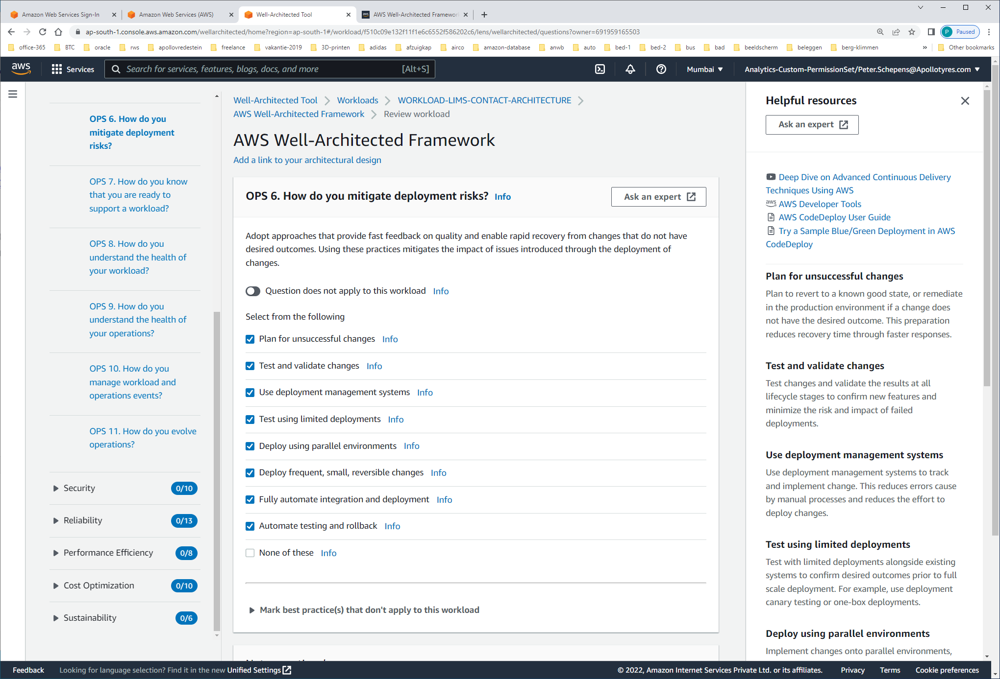 Amazon Web Services Sign-In
Amazon Web Services (AWS)
Well-Architected Tool
AWS Well-Architected Framework
ap-south-1.console.aws.amazon.com/wellarchitected/home?region=ap-south-1#/workload/f510c09e132f11f1e6c6552f586202c6/lens/wellarchitected/questions?owner=691959165503
P Paused
office-365 BTC oracle rws apollovredestein freelance vakantie-2019 3D-printen adidas afzuigkap airco amazon-database anwb auto bed-1 bed-2 bus bad beeldscherm beleggen berg-klimmen » Other bookmarks
aws Services Search for services, features, blogs, docs, and more [Alt+S] Mumbai Analytics-Custom-PermissionSet/Peter.Schepens@Apollotyres.com
OPS 6. How do you
mitigate deployment
risks?
OPS 7. How do you know
that you are ready to
support a workload?
OPS 8. How do you
understand the health of
your workload?
OPS 9. How do you
understand the health of
your operations?
OPS 10. How do you
manage workload and
operations events?
OPS 11. How do you evolve
operations?
Security 0/10
Reliability 0/13
Performance Efficiency 0/8
Cost Optimization 0/10
Sustainability 0/6
Well-Architected Tool > Workloads > WORKLOAD-LIMS-CONTACT-ARCHITECTURE >
AWS Well-Architected Framework > Review workload
AWS Well-Architected Framework
Add a link to your architectural design
OPS 6. How do you mitigate deployment risks? Info
Ask an expert
Adopt approaches that provide fast feedback on quality and enable rapid recovery from changes that do not have
desired outcomes. Using these practices mitigates the impact of issues introduced through the deployment of
changes.
Question does not apply to this workload Info
Select from the following
Plan for unsuccessful changes Info
Test and validate changes Info
Use deployment management systems Info
Test using limited deployments Info
Deploy using parallel environments Info
Deploy frequent, small, reversible changes Info
Fully automate integration and deployment Info
Automate testing and rollback Info
None of these Info
Mark best practice(s) that don't apply to this workload
Helpful resources
Ask an expert
Deep Dive on Advanced Continuous Delivery
Techniques Using AWS
aws AWS Developer Tools
AWS CodeDeploy User Guide
Try a Sample Blue/Green Deployment in AWS
CodeDeploy
Plan for unsuccessful changes
Plan to revert to a known good state, or remediate
in the production environment if a change does
not have the desired outcome. This preparation
reduces recovery time through faster responses.
Test and validate changes
Test changes and validate the results at all
lifecycle stages to confirm new features and
minimize the risk and impact of failed
deployments.
Use deployment management systems
Use deployment management systems to track
and implement change. This reduces errors cause
by manual processes and reduces the effort to
deploy changes.
Test using limited deployments
Test with limited deployments alongside existing
systems to confirm desired outcomes prior to full
scale deployment. For example, use deployment
canary testing or one-box deployments.
Deploy using parallel environments
Implement changes onto parallel environments,
Feedback Looking for language selection? Find it in the new Unified Settings © 2022, Amazon Internet Services Private Ltd. or its affiliates. Privacy Terms Cookie preferences